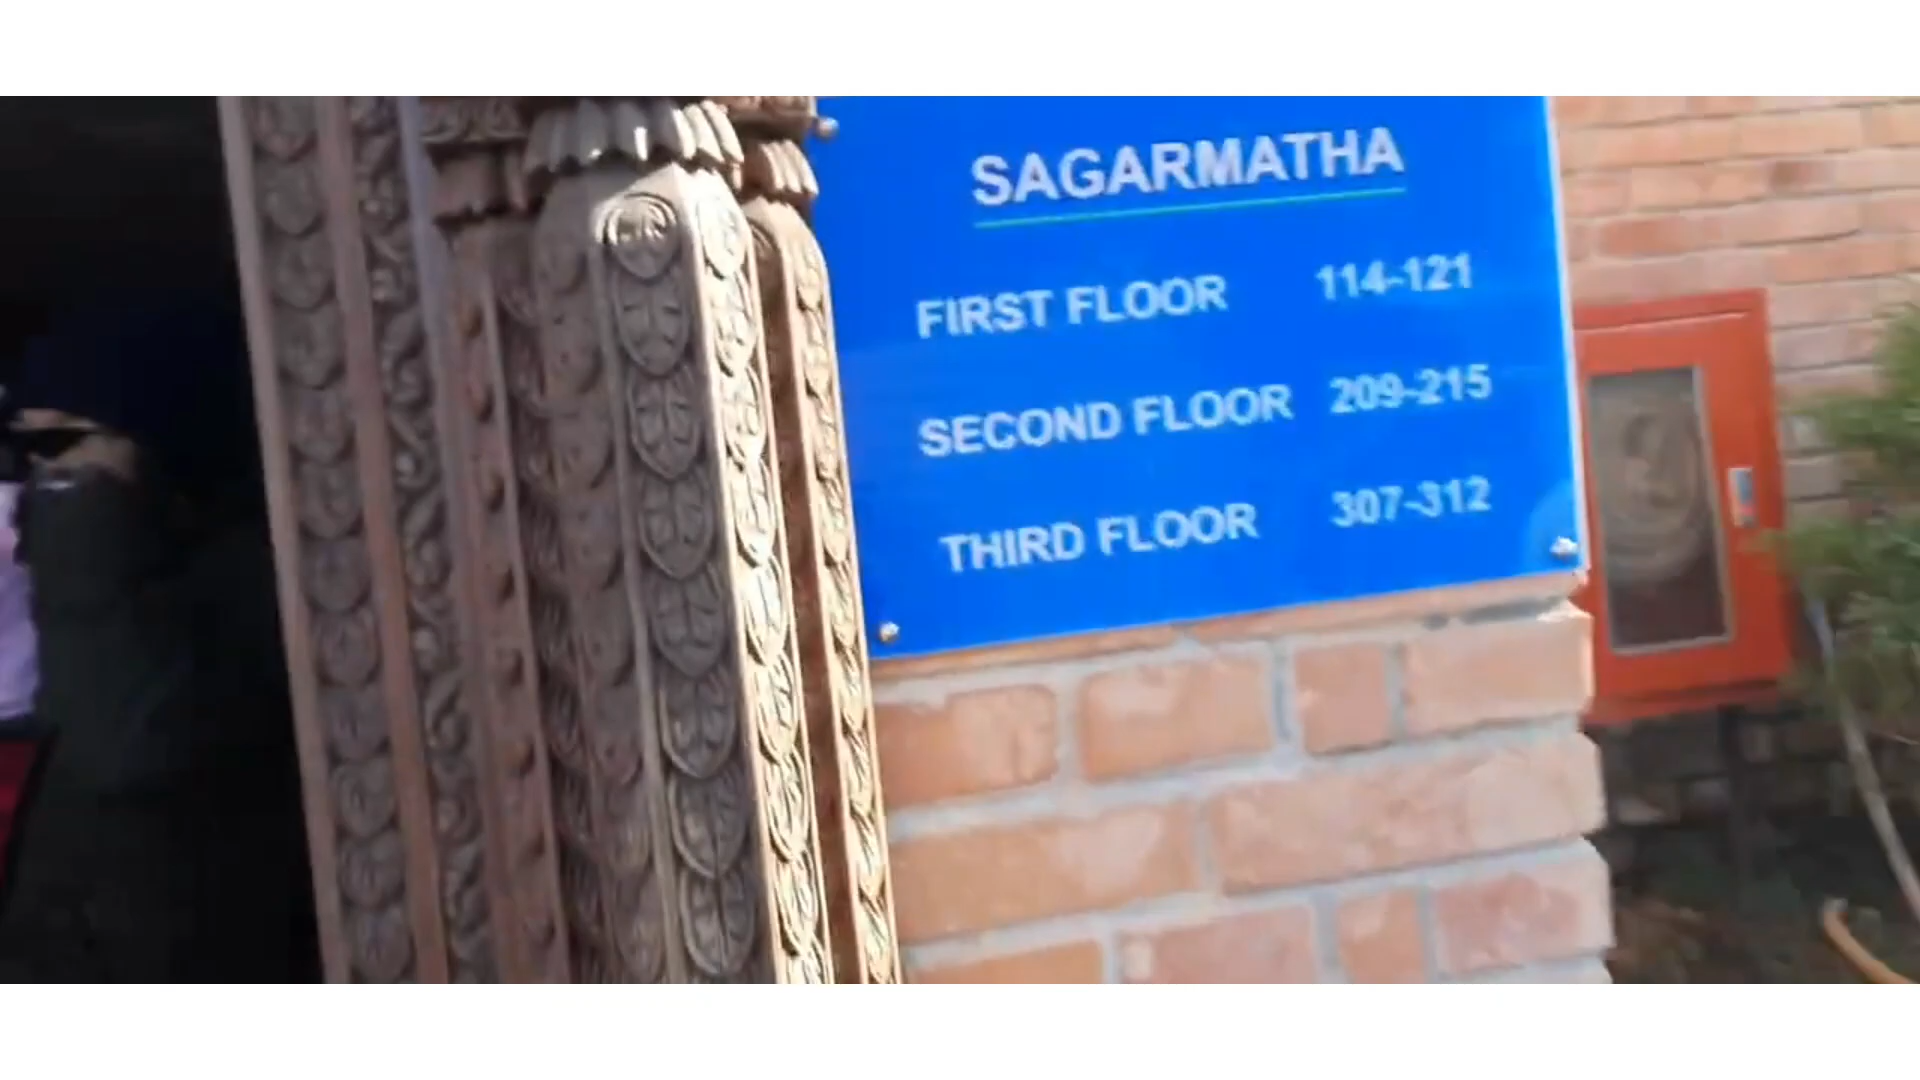 SAGARMATHA
FIRST FLOOR 114-121
SECOND FLOOR 209-215
THIRD FLOOR 307-312